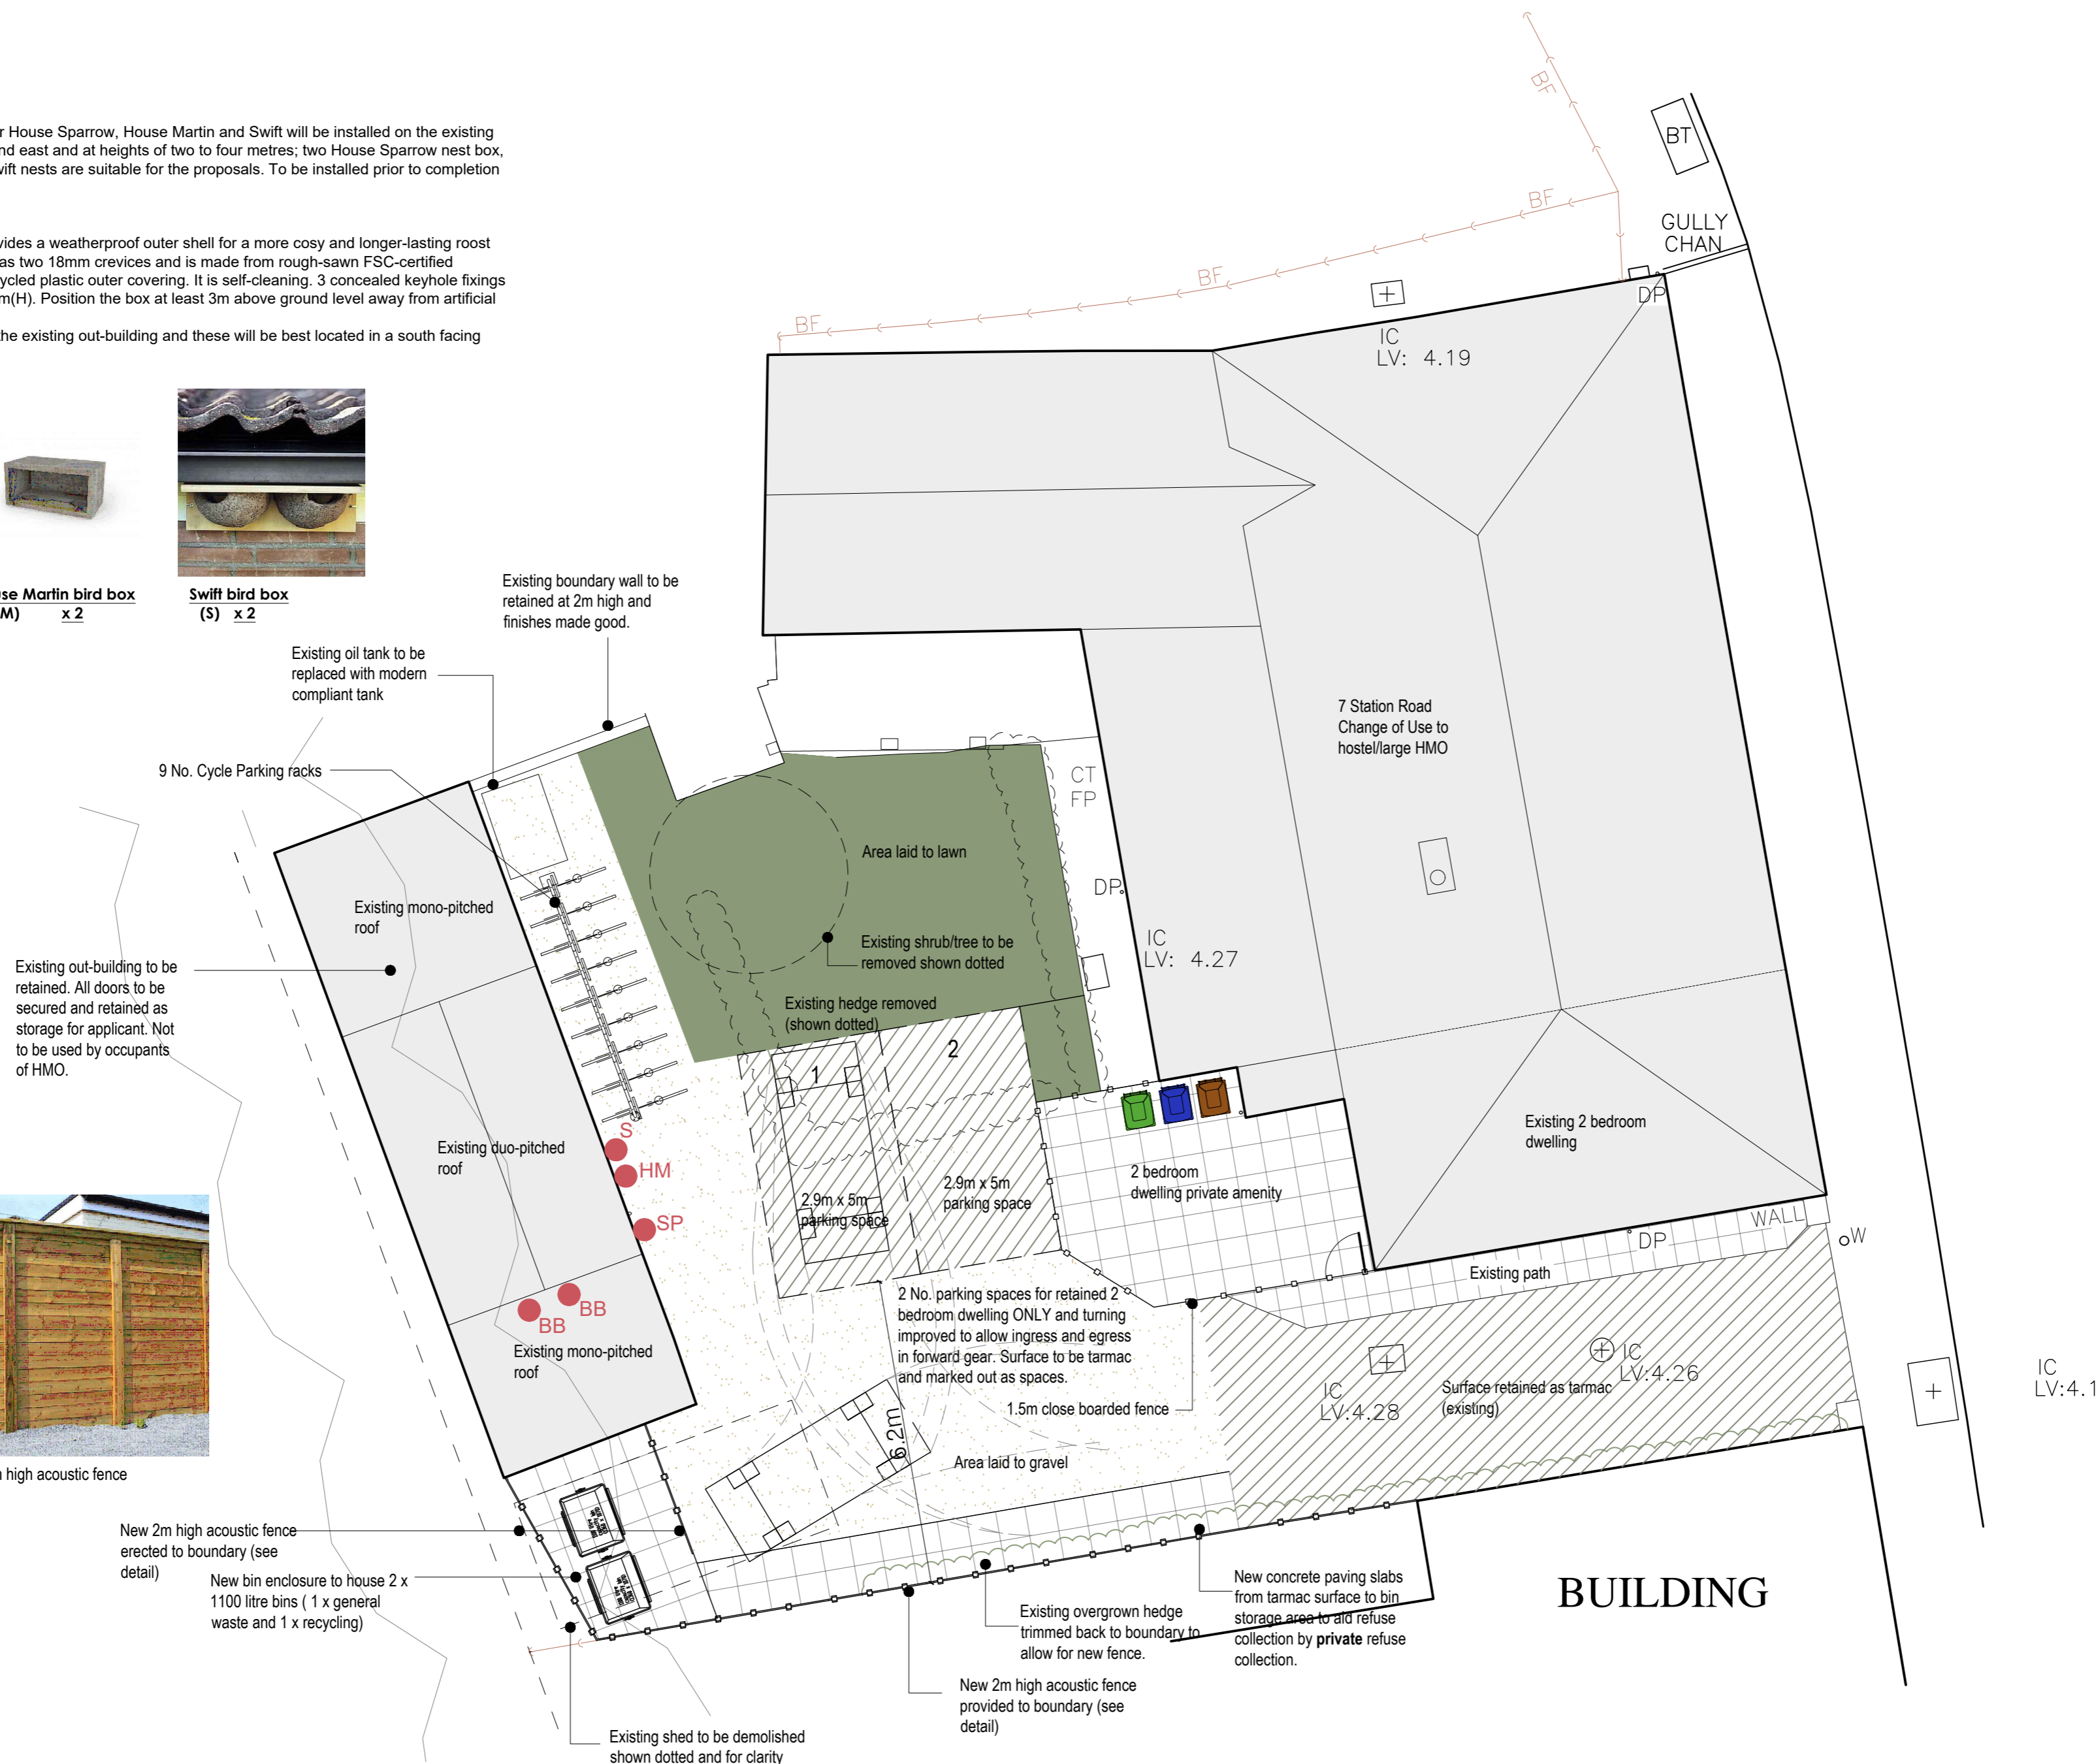 r House Sparrow, House Martin and Swift will be installed on the existing
nd east and at heights of two to four metres; two House Sparrow nest box,
wift nests are suitable for the proposals. To be installed prior to completion
vides a weatherproof outer shell for a more cosy and longer-lasting roost
as two 18mm crevices and is made from rough-sawn FSC-certified
cycled plastic outer covering. It is self-cleaning. 3 concealed keyhole fixings
m(H). Position the box at least 3m above ground level away from artificial
the existing out-building and these will be best located in a south facing
use Martin bird box
M) x 2
Swift bird box
(S) x 2
BF
BF
BF
BF
BT
GULLY
CHAN
DP
IC
LV: 4.19
Existing boundary wall to be
retained at 2m high and
finishes made good.
Existing oil tank to be
replaced with modern
compliant tank
9 No. Cycle Parking racks
7 Station Road
Change of Use to
hostel/large HMO
CT
FP
DP
IC
LV: 4.27
Area laid to lawn
Existing shrub/tree to be
removed shown dotted
Existing hedge removed
(shown dotted)
Existing mono-pitched
roof
Existing out-building to be
retained. All doors to be
secured and retained as
storage for applicant. Not
to be used by occupants
of HMO.
Existing duo-pitched
roof
S
HM
SP
BB
BB
Existing mono-pitched
roof
1
2
2.9m x 5m
parking space
2.9m x 5m
parking space
2 bedroom
dwelling private amenity
Existing 2 bedroom
dwelling
WALL
W
DP
Existing path
2 No. parking spaces for retained 2
bedroom dwelling ONLY and turning
improved to allow ingress and egress
in forward gear. Surface to be tarmac
and marked out as spaces.
1.5m close boarded fence
6.2m
Area laid to gravel
IC
LV:4.28
IC
LV:4.26
Surface retained as tarmac
(existing)
IC
LV:4.1
m high acoustic fence
New 2m high acoustic fence
erected to boundary (see
detail)
New bin enclosure to house 2 x
1100 litre bins ( 1 x general
waste and 1 x recycling)
Existing shed to be demolished
shown dotted and for clarity
New 2m high acoustic fence
provided to boundary (see
detail)
Existing overgrown hedge
trimmed back to boundary to
allow for new fence.
New concrete paving slabs
from tarmac surface to bin
storage area to aid refuse
collection by private refuse
collection.
BUILDING